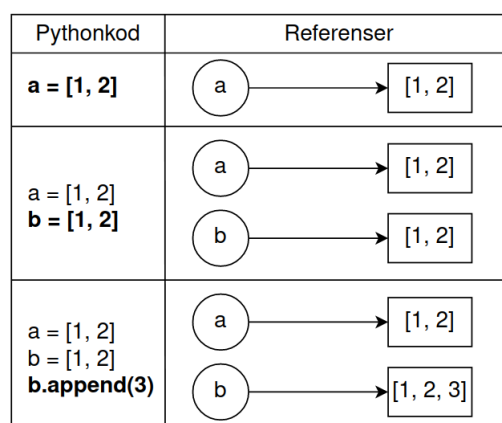 Pythonkod Referenser
a = [1, 2] a [1, 2]
a [1, 2]
a = [1, 2]
b = [1, 2]
b [1, 2]
a [1, 2]
a = [1, 2]
b = [1, 2]
b.append(3)
b [1, 2, 3]